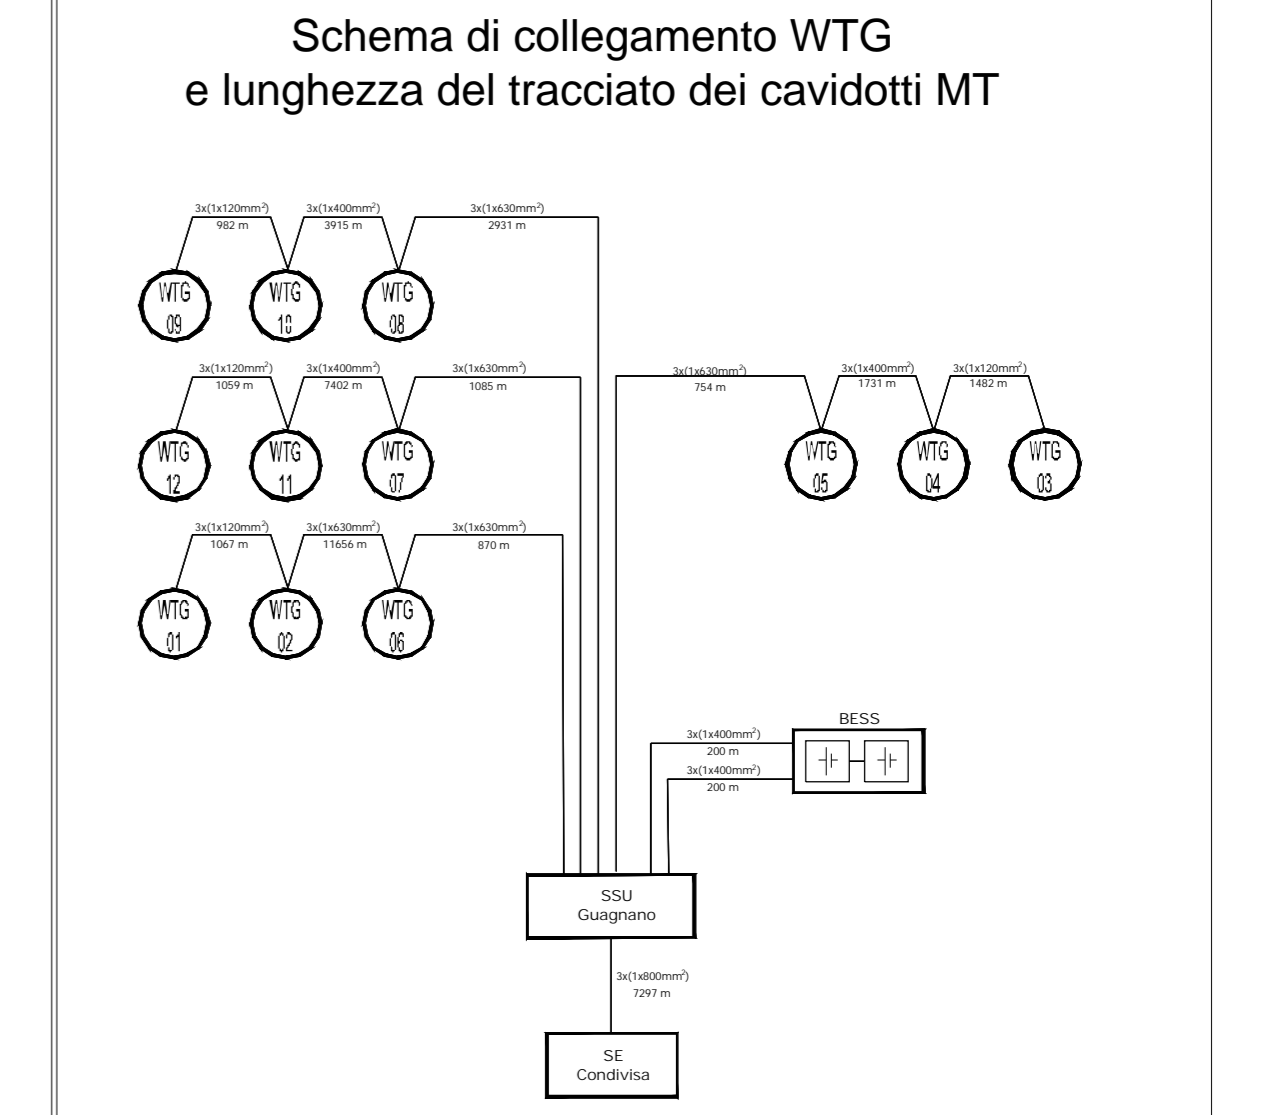 Schema di collegamento WTG
e lunghezza del tracciato dei cavidotti MT
3x(1x120mm²)
982 m
3x(1x400mm²)
3915 m
3x(1x630mm²)
2931 m
WTG
09
WTG
10
WTG
08
3x(1x120mm²)
1059 m
3x(1x400mm²)
7402 m
3x(1x630mm²)
1085 m
WTG
12
WTG
11
WTG
07
3x(1x630mm²)
754 m
3x(1x400mm²)
1731 m
3x(1x120mm²)
1482 m
WTG
05
WTG
04
WTG
03
3x(1x120mm²)
1067 m
3x(1x630mm²)
11656 m
3x(1x630mm²)
870 m
WTG
01
WTG
02
WTG
06
BESS
3x(1x400mm²)
200 m
3x(1x400mm²)
200 m
SSU
Guagnano
3x(1x800mm²)
7297 m
SE
Condivisa